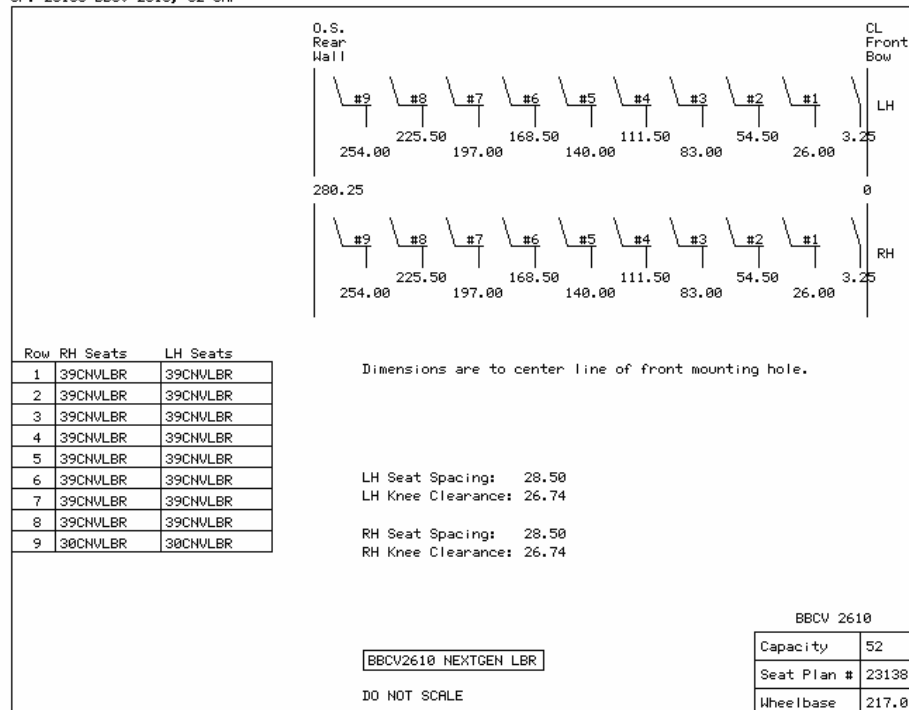 O.S. Rear Wall
CL Front Bow
#9 #8 #7 #6 #5 #4 #3 #2 #1 LH
225.50 168.50 111.50 54.50 3.25
254.00 197.00 140.00 83.00 26.00
280.25 0
#9 #8 #7 #6 #5 #4 #3 #2 #1 RH
225.50 168.50 111.50 54.50 3.25
254.00 197.00 140.00 83.00 26.00
Row RH Seats LH Seats
1 39CNVLBR 39CNVLBR
2 39CNVLBR 39CNVLBR
3 39CNVLBR 39CNVLBR
4 39CNVLBR 39CNVLBR
5 39CNVLBR 39CNVLBR
6 39CNVLBR 39CNVLBR
7 39CNVLBR 39CNVLBR
8 39CNVLBR 39CNVLBR
9 30CNVLBR 30CNVLBR
Dimensions are to center line of front mounting hole.
LH Seat Spacing: 28.50
LH Knee Clearance: 26.74
RH Seat Spacing: 28.50
RH Knee Clearance: 26.74
BBCV2610 NEXTGEN LBR
DO NOT SCALE
BBCV 2610
Capacity 52
Seat Plan # 23138
Wheelbase 217.0